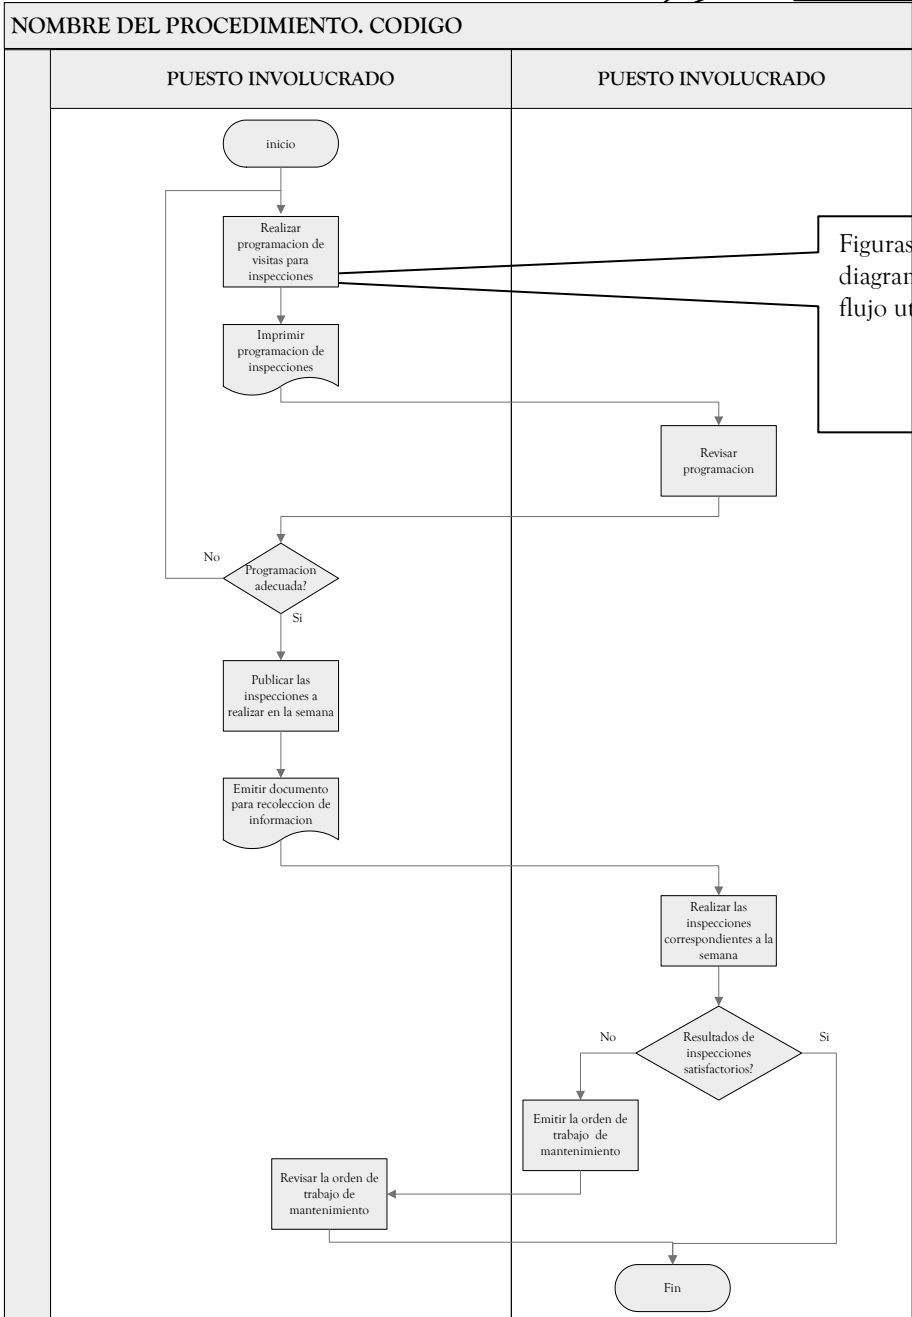 NOMBRE DEL PROCEDIMIENTO. CODIGO
PUESTO INVOLUCRADO
PUESTO INVOLUCRADO
inicio
Realizar
programacion de
visitas para
inspecciones
Figuras
flujo
Imprimir
programacion de
inspecciones
Revisar
programacion
No
Programacion
adecuada?
Si
Publicar las
inspecciones a
realizar en la semana
Emitir documento
para recoleccion de
informacion
Realizar las
inspecciones
correspondientes a la
semana
No
Resultados de
inspecciones
satisfactorios?
Si
Emitir la orden de
trabajo de
mantenimiento
Revisar la orden de
trabajo de
mantenimiento
Fin